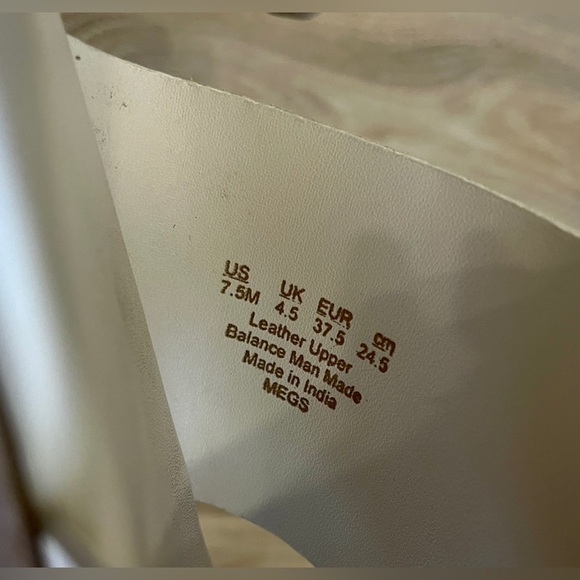 US UK EUR cm
7.5M 4.5 37.5 24.5
Leather Upper
Balance Man Made
Made in India
MEGS